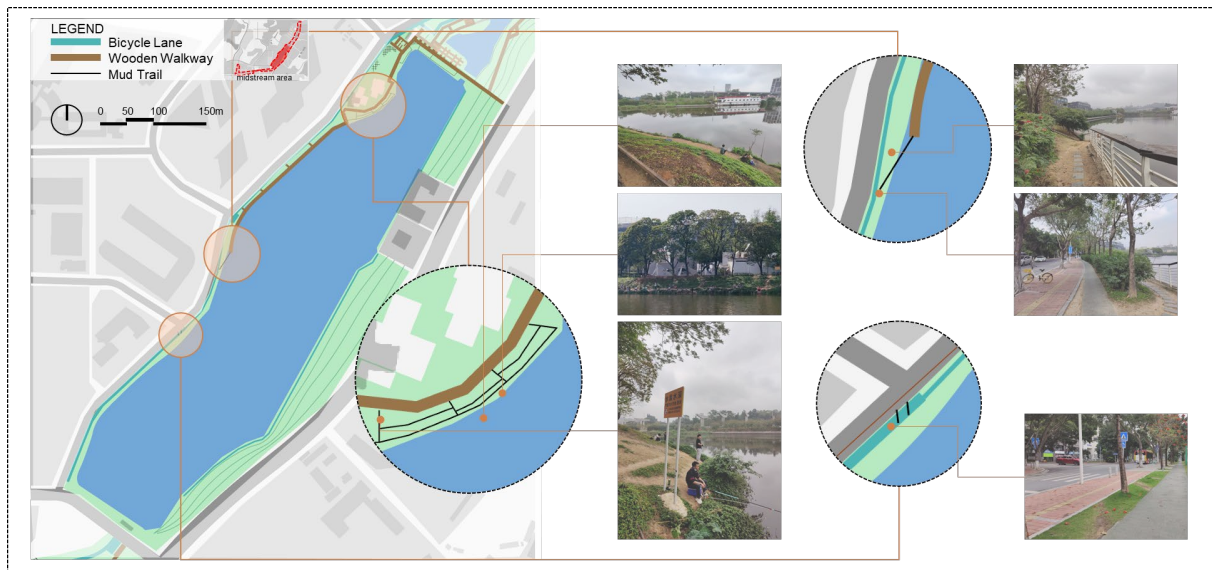 LEGEND
Bicycle Lane
Wooden Walkway
Mud Trail
midstream area
0 50 100 150m